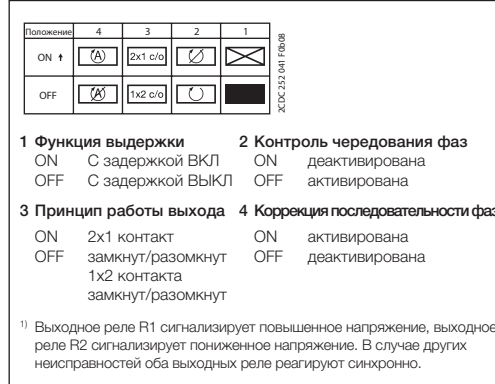 Положение 4 3 2 1
ON (A) 2x1 c/o
OFF (A) 1x2 c/o
2CDC 252 041 F0b08
1 Функция выдержки
ON С задержкой ВКЛ
OFF С задержкой ВЫКЛ
2 Контроль чередования фаз
ON деактивирована
OFF активирована
3 Принцип работы выхода
ON 2x1 контакт
OFF замкнут/разомкнут
1x2 контакта
замкнут/разомкнут
4 Коррекция последовательности фаз
ON активирована
OFF деактивирована
1) Выходное реле R1 сигнализирует повышенное напряжение, выходное
реле R2 сигнализирует пониженное напряжение. В случае других
неисправностей оба выходных реле реагируют синхронно.